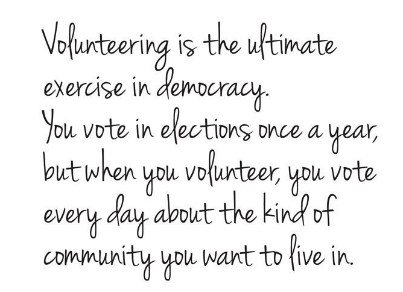 Volunteering is the ultimate
exercise in democracy.
You vote in elections once a year,
but when you volunteer, you vote
every day about the kind of
community you want to live in.